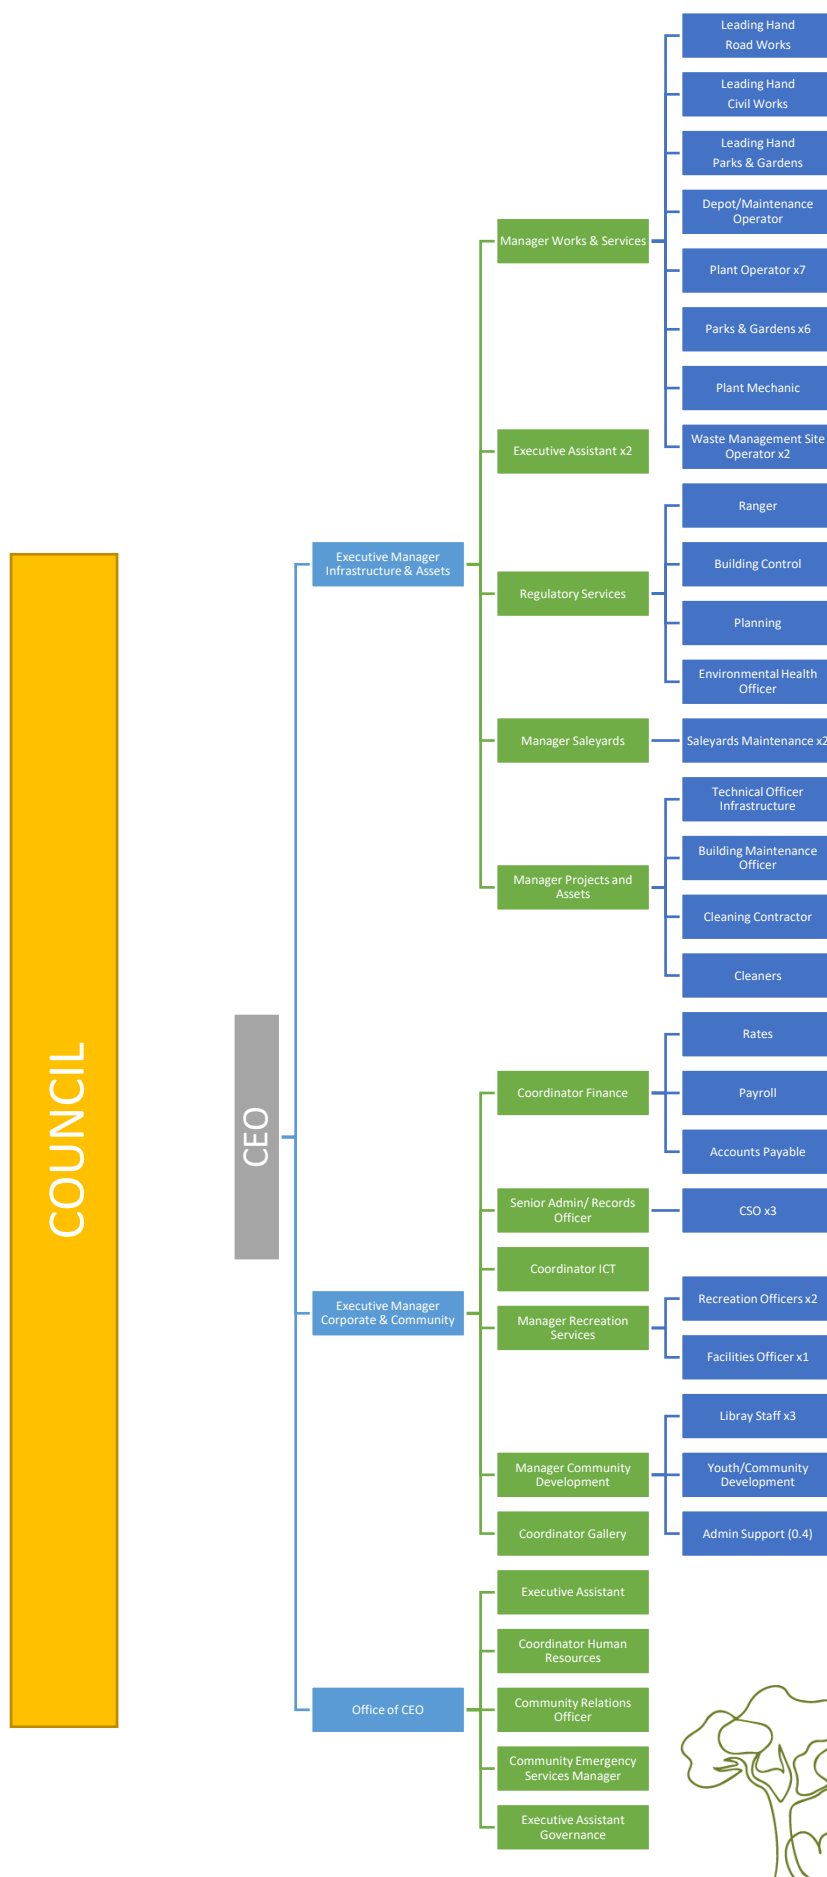 COUNCIL
CEO
Executive Manager
Infrastructure & Assets
Manager Works & Services
Leading Hand
Road Works
Leading Hand
Civil Works
Leading Hand
Parks & Gardens
Depot/Maintenance
Operator
Plant Operator x7
Parks & Gardens x6
Plant Mechanic
Waste Management Site
Operator x2
Executive Assistant x2
Regulatory Services
Ranger
Building Control
Planning
Environmental Health
Officer
Manager Saleyards
Saleyards Maintenance x2
Manager Projects and
Assets
Technical Officer
Infrastructure
Building Maintenance
Officer
Cleaning Contractor
Cleaners
Executive Manager
Corporate & Community
Coordinator Finance
Rates
Payroll
Accounts Payable
Senior Admin/ Records
Officer
CSO x3
Coordinator ICT
Manager Recreation
Services
Recreation Officers x2
Facilities Officer x1
Manager Community
Development
Libray Staff x3
Youth/Community
Development
Admin Support (0.4)
Coordinator Gallery
Office of CEO
Executive Assistant
Coordinator Human
Resources
Community Relations
Officer
Community Emergency
Services Manager
Executive Assistant
Governance